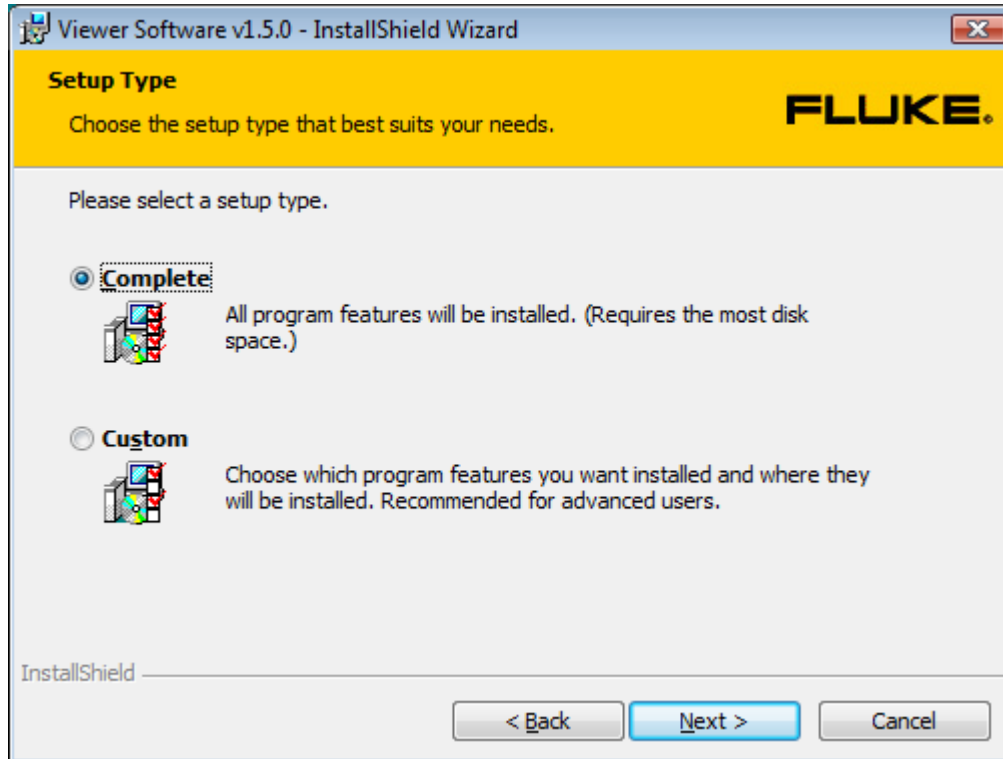 Viewer Software v1.5.0 - InstallShield Wizard
Setup Type
Choose the setup type that best suits your needs.
FLUKE.
Please select a setup type.
Complete
All program features will be installed. (Requires the most disk
space.)
Custom
Choose which program features you want installed and where they
will be installed. Recommended for advanced users.
InstallShield
< Back
Next >
Cancel